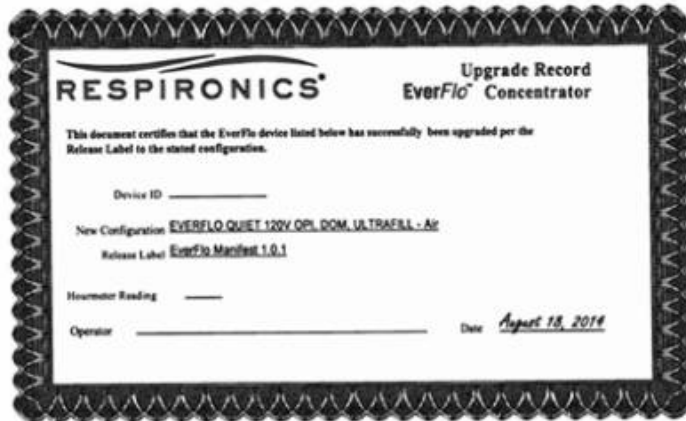 RESPIRONICS®
Upgrade Record
EverFlo™ Concentrator
This document certifies that the EverFlo device listed below has successfully been upgraded per the
Release Label to the stated configuration.
Device ID
New Configuration EVERFLO QUIET 120V OPI, DOM, ULTRAFILL - Air
Release Label EverFlo Manifest 1.0.1
Hourmeter Reading
Operator
Date August 18, 2014